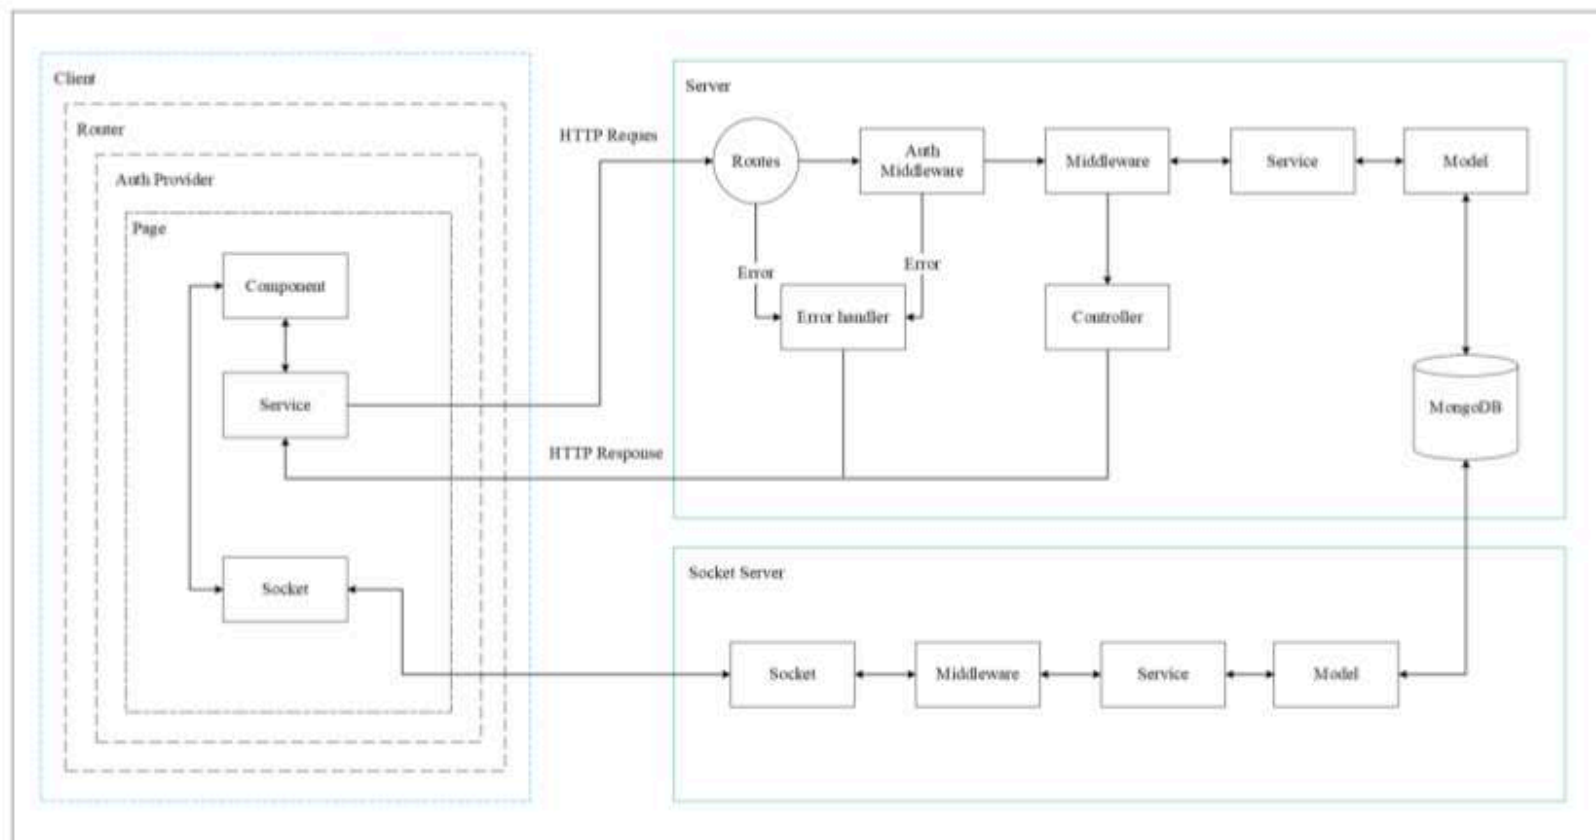 Client
Router
Auth Provider
Page
Component
Service
Socket
HTTP Reques
HTTP Response
Server
Routes
Auth
Middleware
Middleware
Service
Model
Error
Error
Error handler
Controller
MongoDB
Socket Server
Socket
Middleware
Service
Model